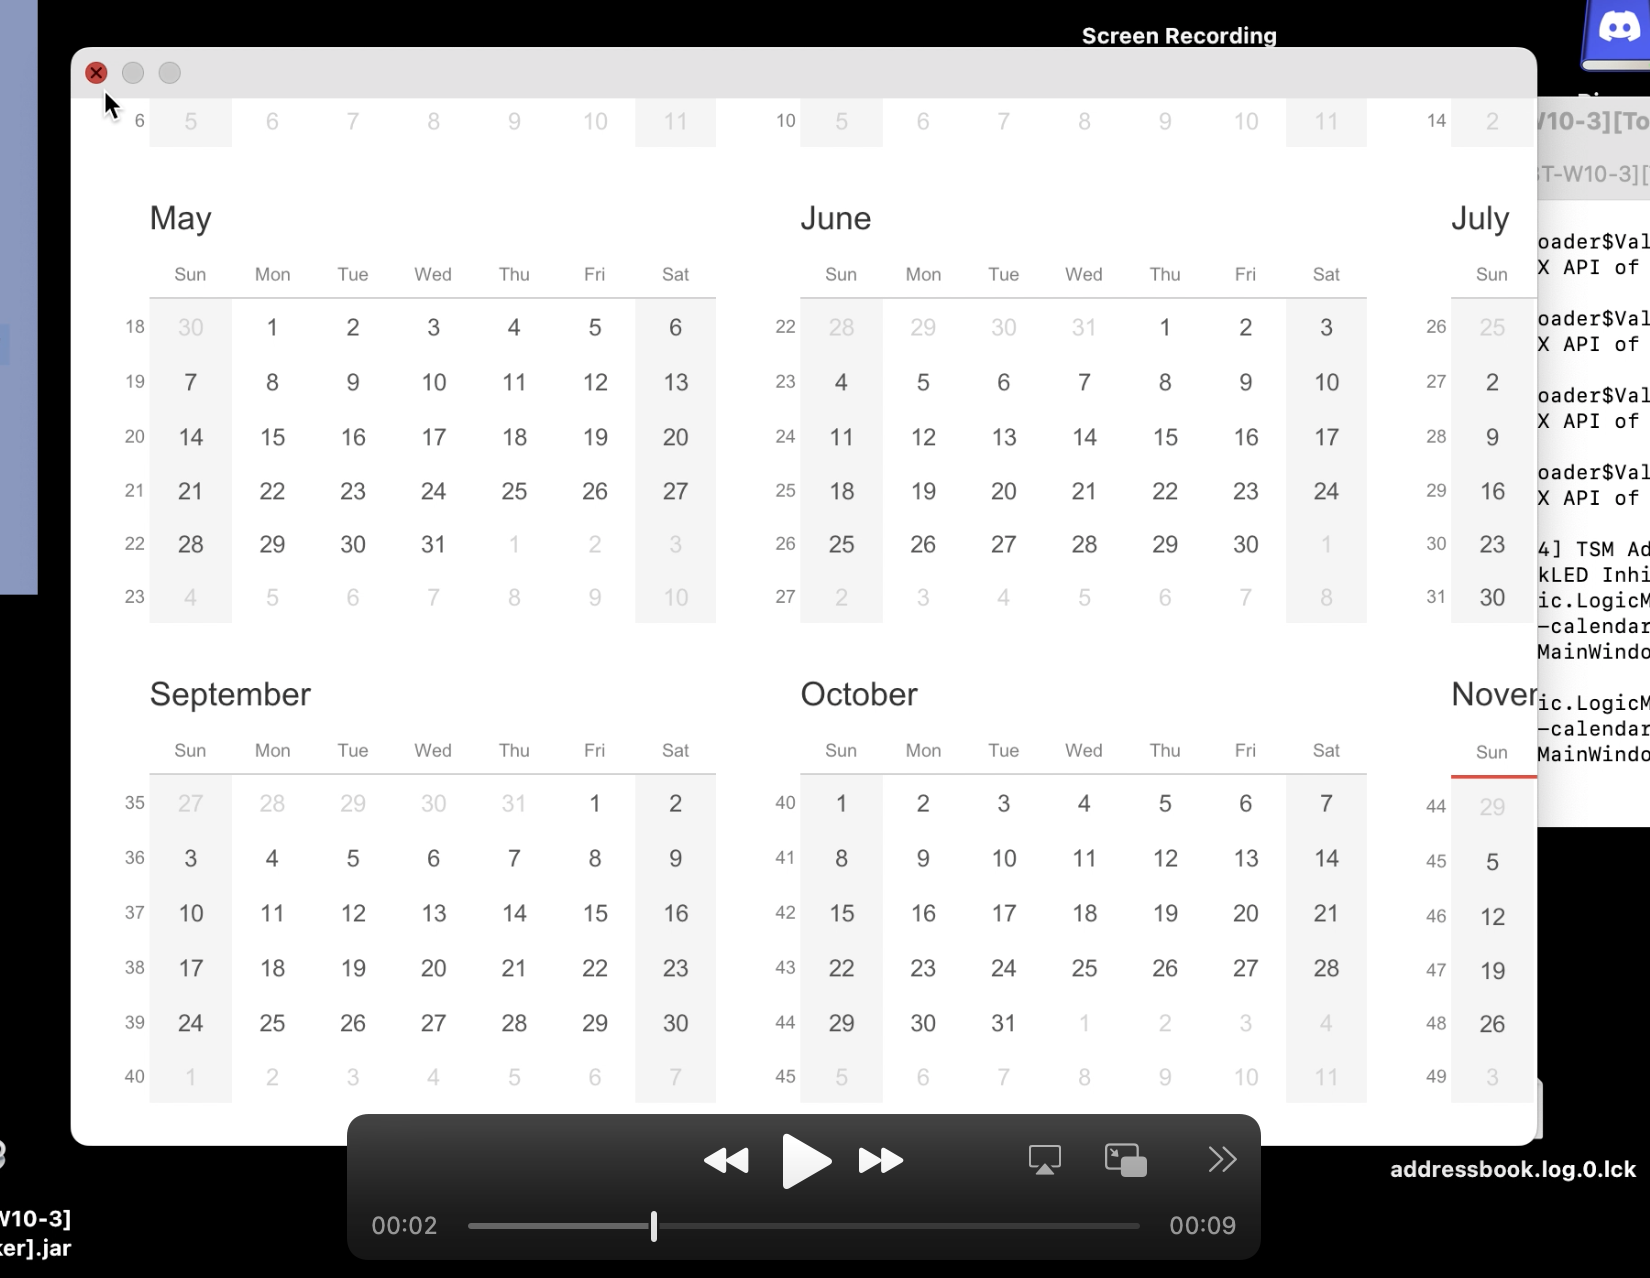 Screen Recording
6 5 6 7 8 9 10 11
10 5 6 7 8 9 10 11
14 2
May
Sun Mon Tue Wed Thu Fri Sat
18 30 1 2 3 4 5 6
19 7 8 9 10 11 12 13
20 14 15 16 17 18 19 20
21 21 22 23 24 25 26 27
22 28 29 30 31 1 2 3
23 4 5 6 7 8 9 10
June
Sun Mon Tue Wed Thu Fri Sat
22 28 29 30 31 1 2 3
23 4 5 6 7 8 9 10
24 11 12 13 14 15 16 17
25 18 19 20 21 22 23 24
26 25 26 27 28 29 30 1
27 2 3 4 5 6 7 8
July
Sun
26 25
27 2
28 9
29 16
30 23
31 30
September
Sun Mon Tue Wed Thu Fri Sat
35 27 28 29 30 31 1 2
36 3 4 5 6 7 8 9
37 10 11 12 13 14 15 16
38 17 18 19 20 21 22 23
39 24 25 26 27 28 29 30
40 1 2 3 4 5 6 7
October
Sun Mon Tue Wed Thu Fri Sat
40 1 2 3 4 5 6 7
41 8 9 10 11 12 13 14
42 15 16 17 18 19 20 21
43 22 23 24 25 26 27 28
44 29 30 31 1 2 3 4
45 5 6 7 8 9 10 11
Nover
Sun
44 29
45 5
46 12
47 19
48 26
49 3
W10-3][To
T-W10-3][
oader$Val
X API of
oader$Val
X API of
oader$Val
X API of
oader$Val
X API of
4] TSM Ad
kLED Inhi
ic.LogicM
-calendar
MainWindo
ic.LogicM
-calendar
MainWindo
addressbook.log.0.lck
W10-3]
ker].jar
00:02
00:09